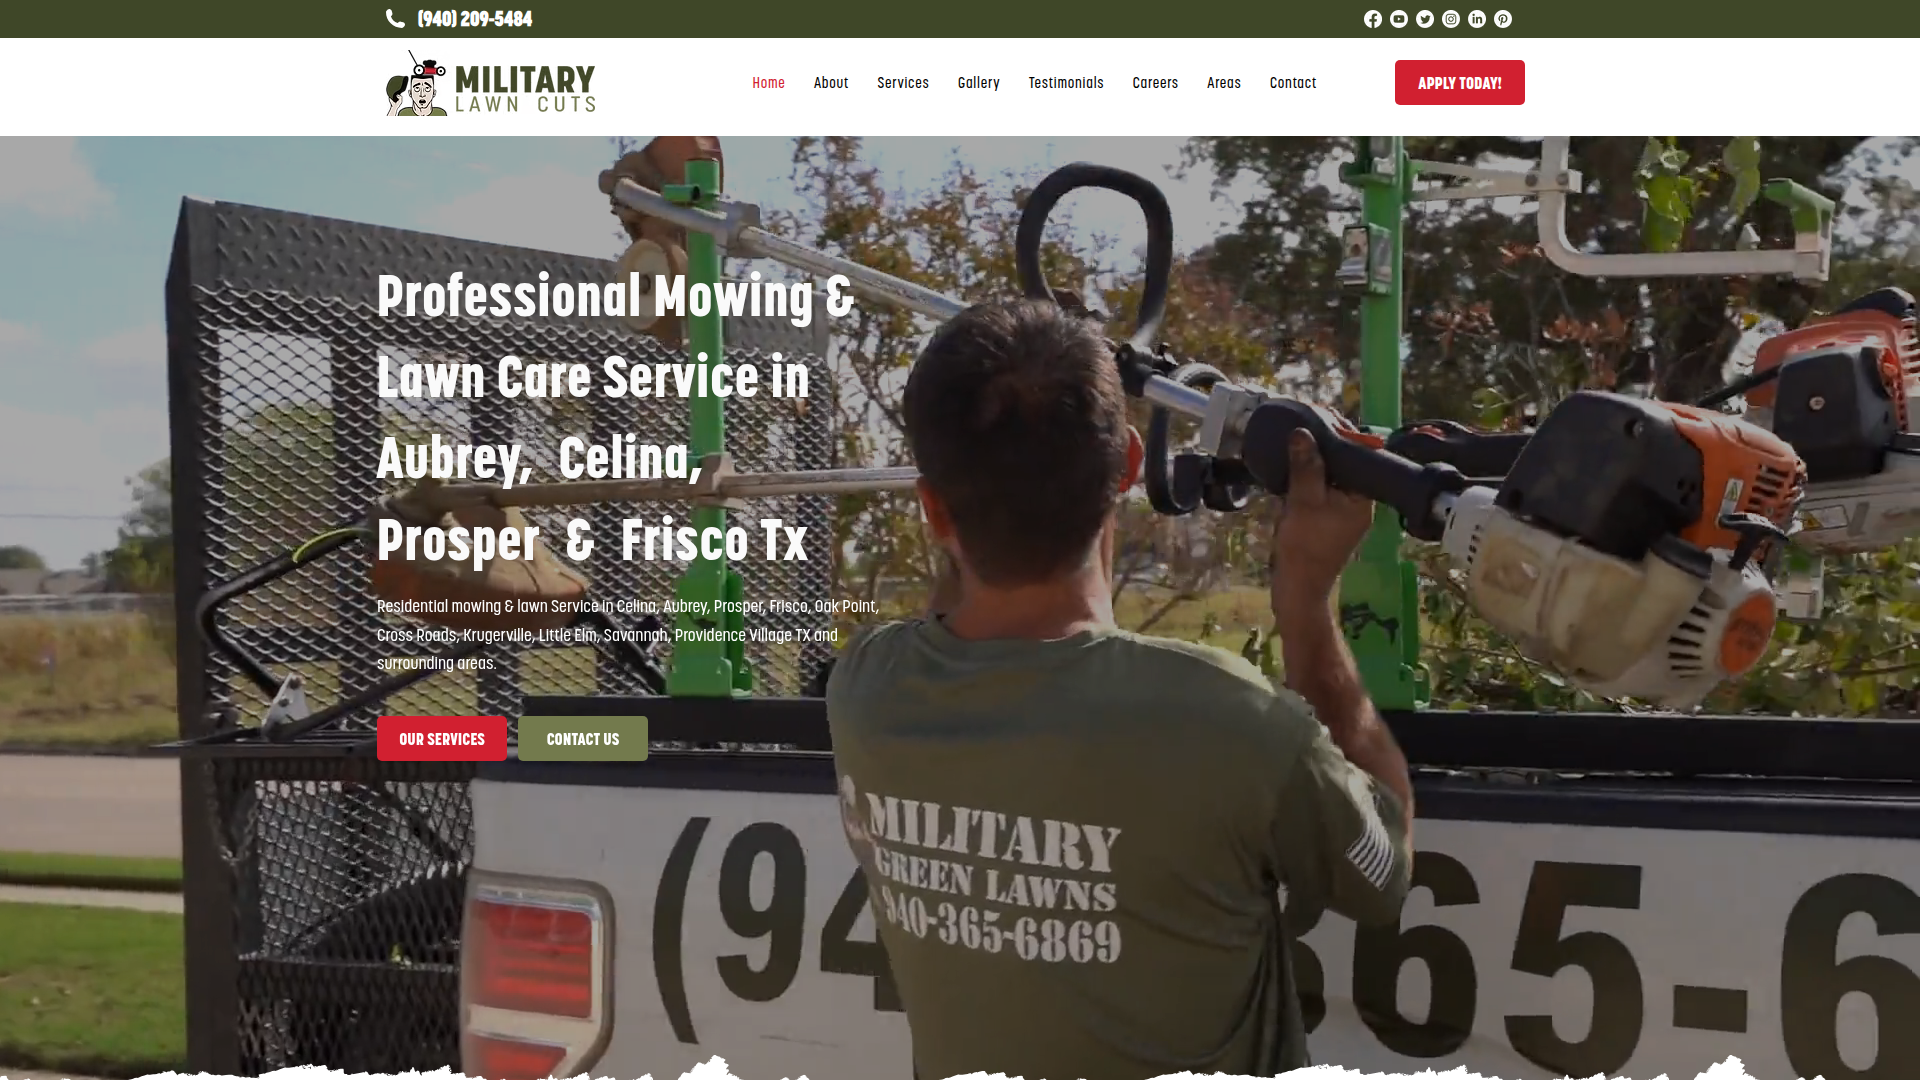 (940) 209-5484
MILITARY
LAWN CUTS
Home About Services Gallery Testimonials Careers Areas Contact
APPLY TODAY!
Professional Mowing &
Lawn Care Service in
Aubrey, Celina,
Prosper & Frisco Tx
Residential mowing & lawn Service in Celina, Aubrey, Prosper, Frisco, Oak Point,
Cross Roads, Krugerville, Little Elm, Savannah, Providence Village TX and
surrounding areas.
OUR SERVICES CONTACT US
MILITARY
GREEN LAWNS
940-365-6869
(94 365-6